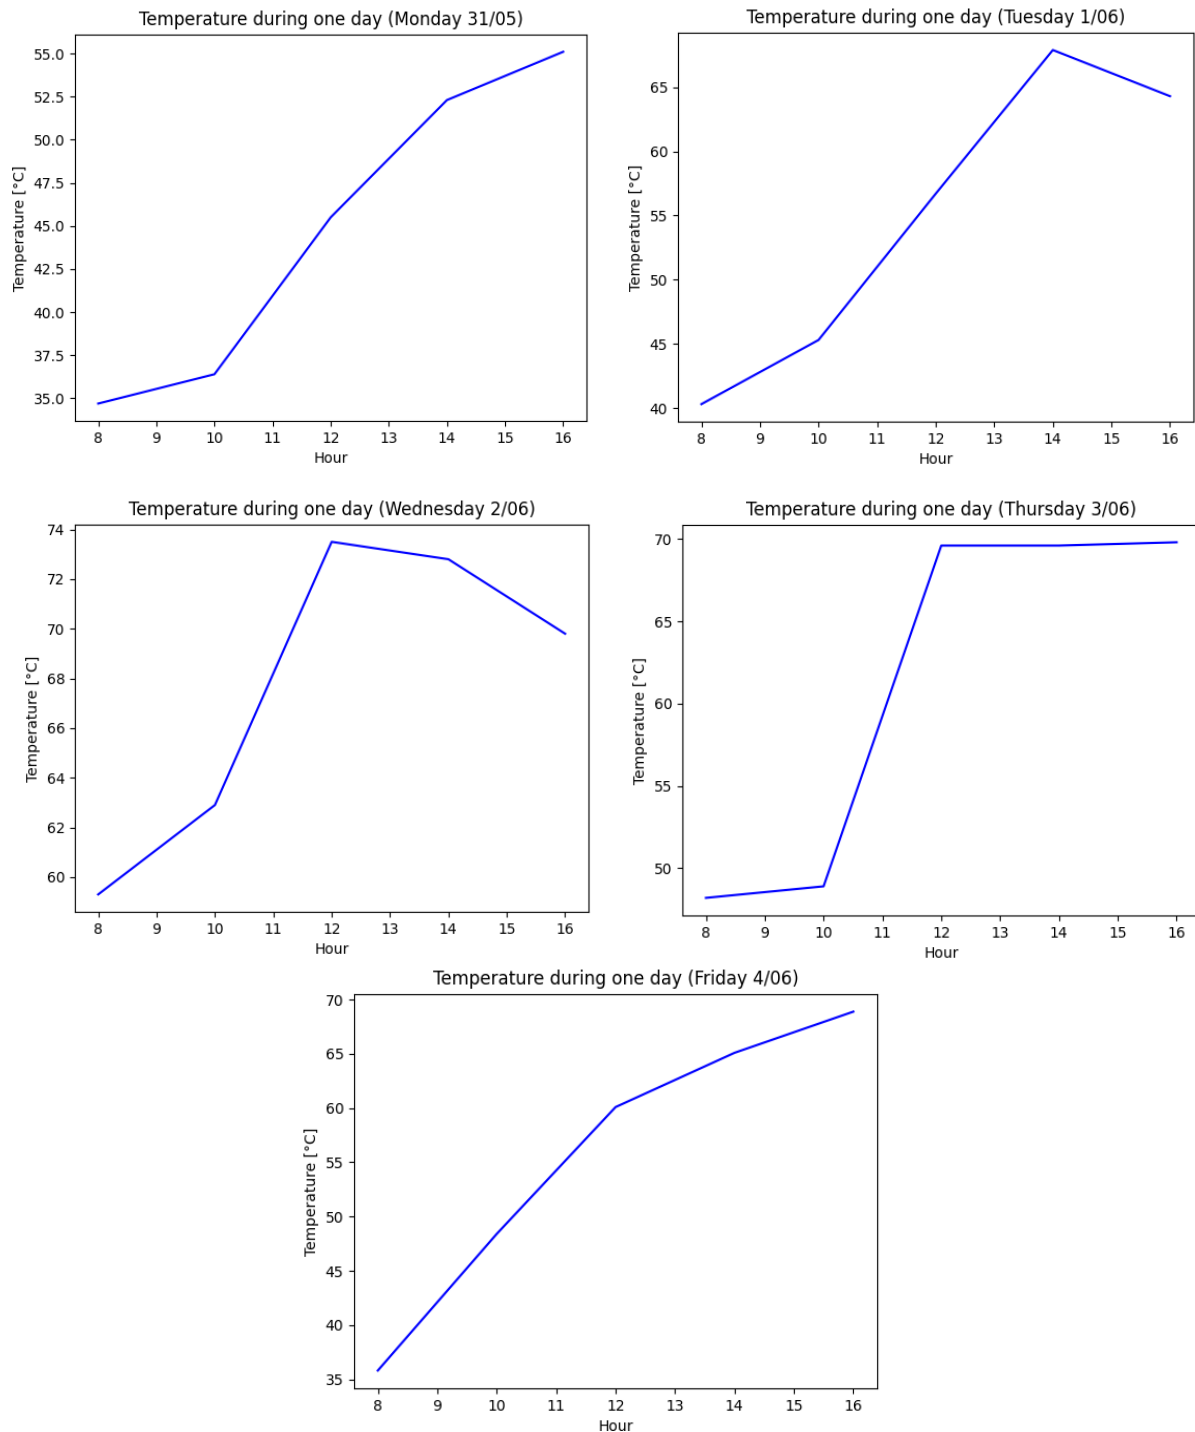 Temperature during one day (Monday 31/05)
Temperature [°C]
55.0
52.5
50.0
47.5
45.0
42.5
40.0
37.5
35.0
8 9 10 11 12 13 14 15 16
Hour
Temperature during one day (Tuesday 1/06)
Temperature [°C]
65
60
55
50
45
40
8 9 10 11 12 13 14 15 16
Hour
Temperature during one day (Wednesday 2/06)
Temperature [°C]
74
72
70
68
66
64
62
60
8 9 10 11 12 13 14 15 16
Hour
Temperature during one day (Thursday 3/06)
Temperature [°C]
70
65
60
55
50
8 9 10 11 12 13 14 15 16
Hour
Temperature during one day (Friday 4/06)
Temperature [°C]
70
65
60
55
50
45
40
35
8 9 10 11 12 13 14 15 16
Hour